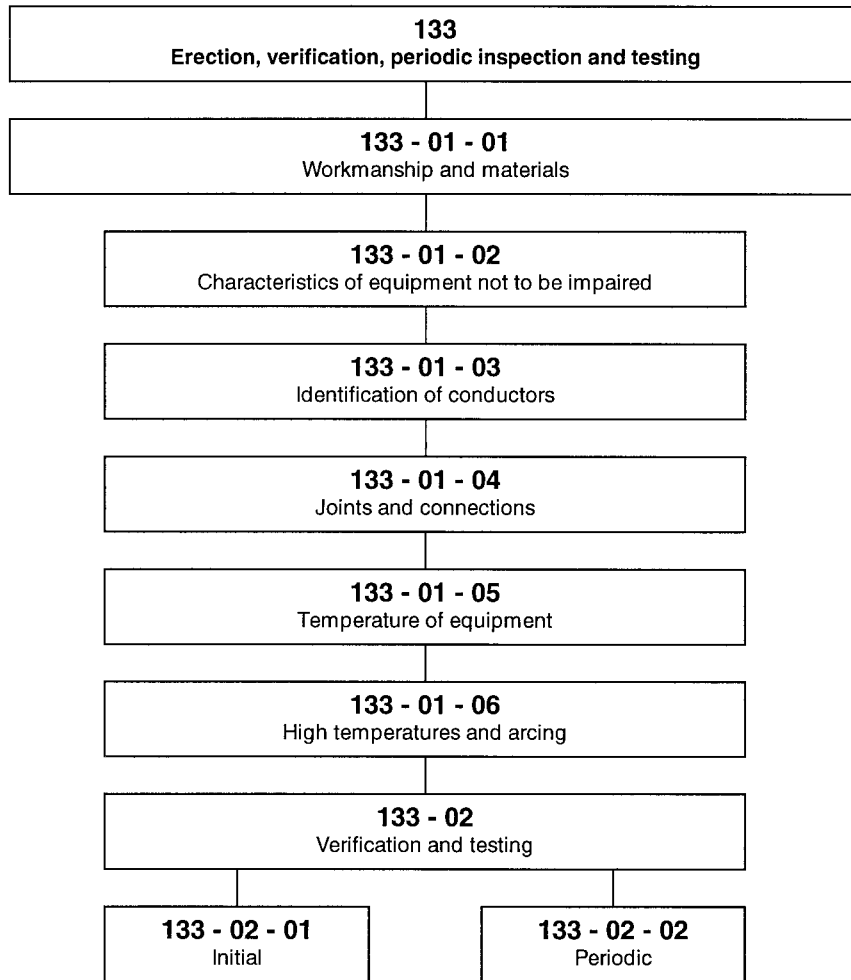 133
Erection, verification, periodic inspection and testing
133 - 01 - 01
Workmanship and materials
133 - 01 - 02
Characteristics of equipment not to be impaired
133 - 01 - 03
Identification of conductors
133 - 01 - 04
Joints and connections
133 - 01 - 05
Temperature of equipment
133 - 01 - 06
High temperatures and arcing
133 - 02
Verification and testing
133 - 02 - 01
Initial
133 - 02 - 02
Periodic